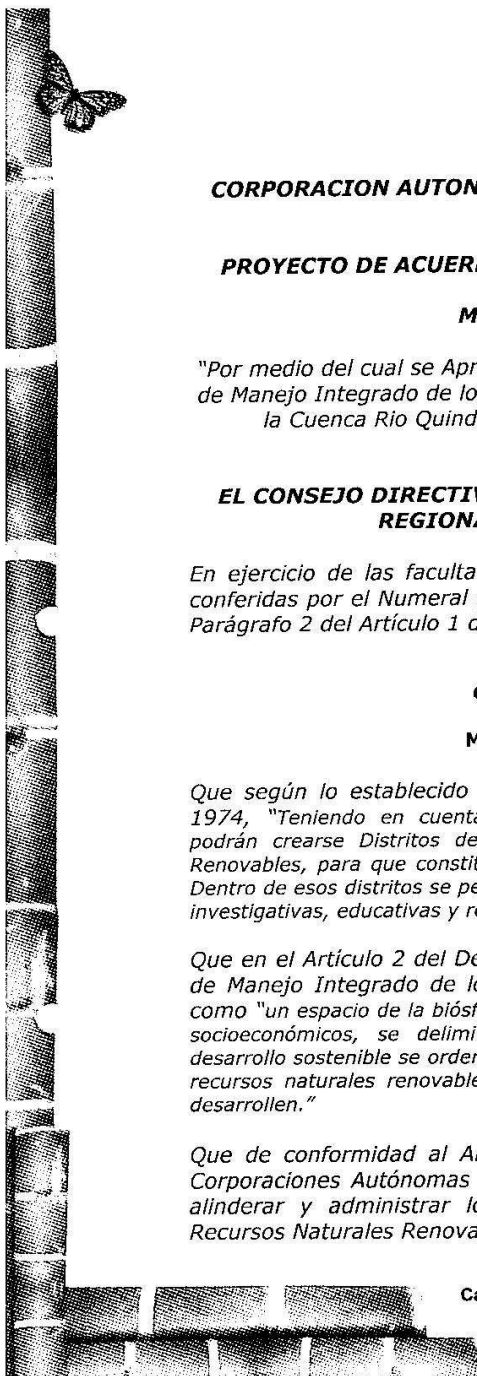 CORPORACION AUTON
PROYECTO DE ACUER
M
"Por medio del cual se Apr
de Manejo Integrado de lo
la Cuenca Rio Quind
EL CONSEJO DIRECTIV
REGIONA
En ejercicio de las faculta
conferidas por el Numeral
Parágrafo 2 del Artículo 1
M
Que según lo establecido
1974, "Teniendo en cuenta
podrán crearse Distritos de
Renovables, para que constit
Dentro de esos distritos se pe
investigativas, educativas y r
Que en el Artículo 2 del De
de Manejo Integrado de lo
como "un espacio de la biósf
socioeconómicos, se delimi
desarrollo sostenible se orden
recursos naturales renovable
desarrollen."
Que de conformidad al A
Corporaciones Autónomas
alinderar y administrar lo
Recursos Naturales Renova
Ca